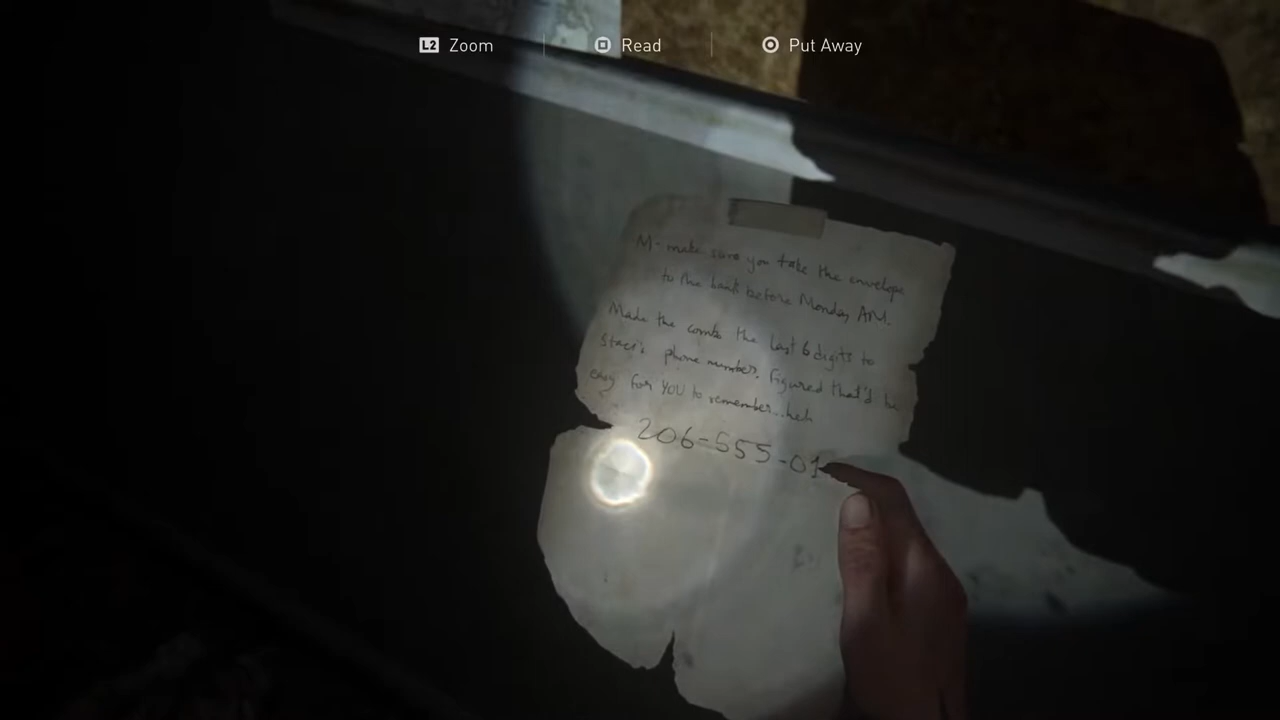 L2 Zoom
Read
Put Away
M- make sure you take the envelope
to the bank before Monday AM.
Made the combo the last 6 digits to
Staci's phone number. Figured that'd be
easy for YOU to remember...heh
206-555-01